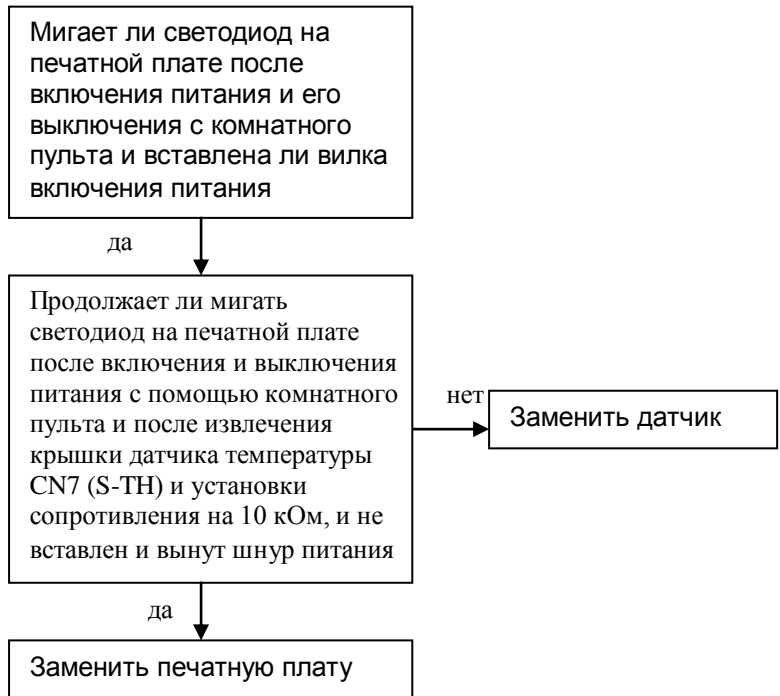 Мигает ли светодиод на
печатной плате после
включения питания и его
выключения с комнатного
пульта и вставлена ли вилка
включения питания
да
Продолжает ли мигать
светодиод на печатной плате
после включения и выключения
питания с помощью комнатного
пульта и после извлечения
крышки датчика температуры
CN7 (S-TH) и установки
сопротивления на 10 кОм, и не
вставлен и вынут шнур питания
нет
Заменить датчик
да
Заменить печатную плату